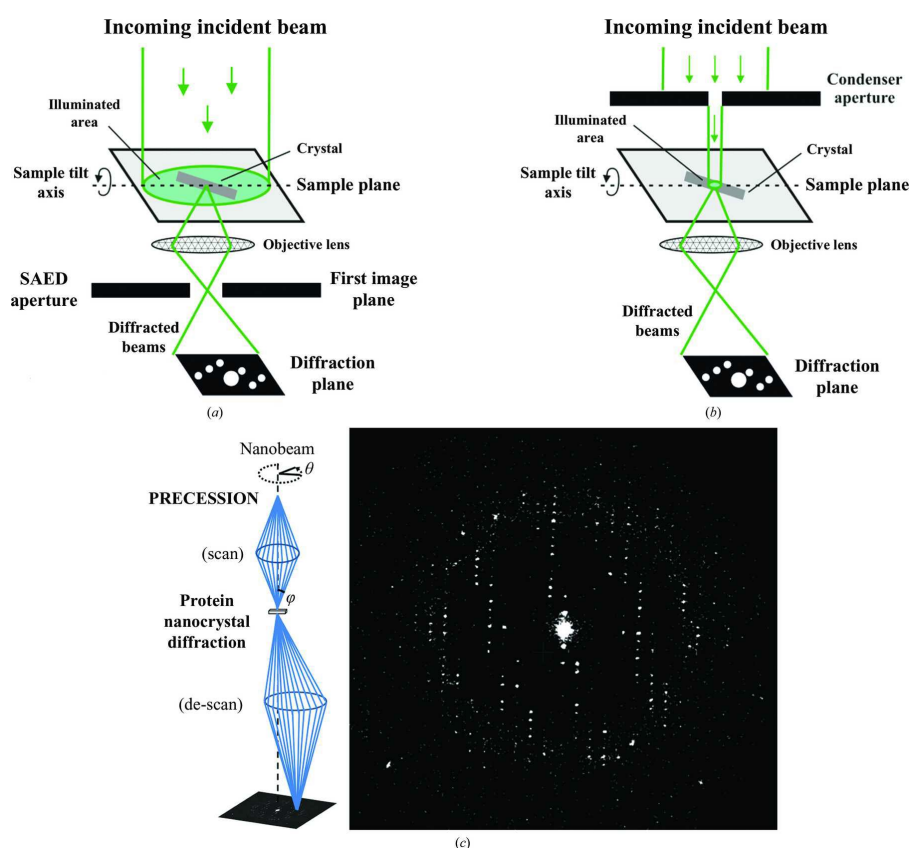 Incoming incident beam
Illuminated
area
Crystal
Sample tilt
axis
Sample plane
Objective lens
SAED
aperture
First image
plane
Diffracted
beams
Diffraction
plane
(a)
Incoming incident beam
Condenser
aperture
Illuminated
area
Crystal
Sample tilt
axis
Sample plane
Objective lens
Diffracted
beams
Diffraction
plane
(b)
Nanobeam
θ
PRECESSION
(scan)
φ
Protein
nanocrystal
diffraction
(de-scan)
(c)